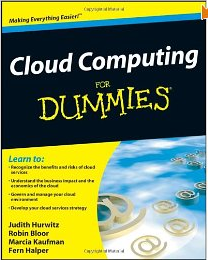 Making Everything Easier!™
Cloud Computing
FOR
DUMMIES®
Learn to:
• Recognize the benefits and risks of cloud
services
• Understand the business impact and the
economics of the cloud
• Govern and manage your cloud
environment
• Develop your cloud services strategy
Judith Hurwitz
Robin Bloor
Marcia Kaufman
Fern Halper